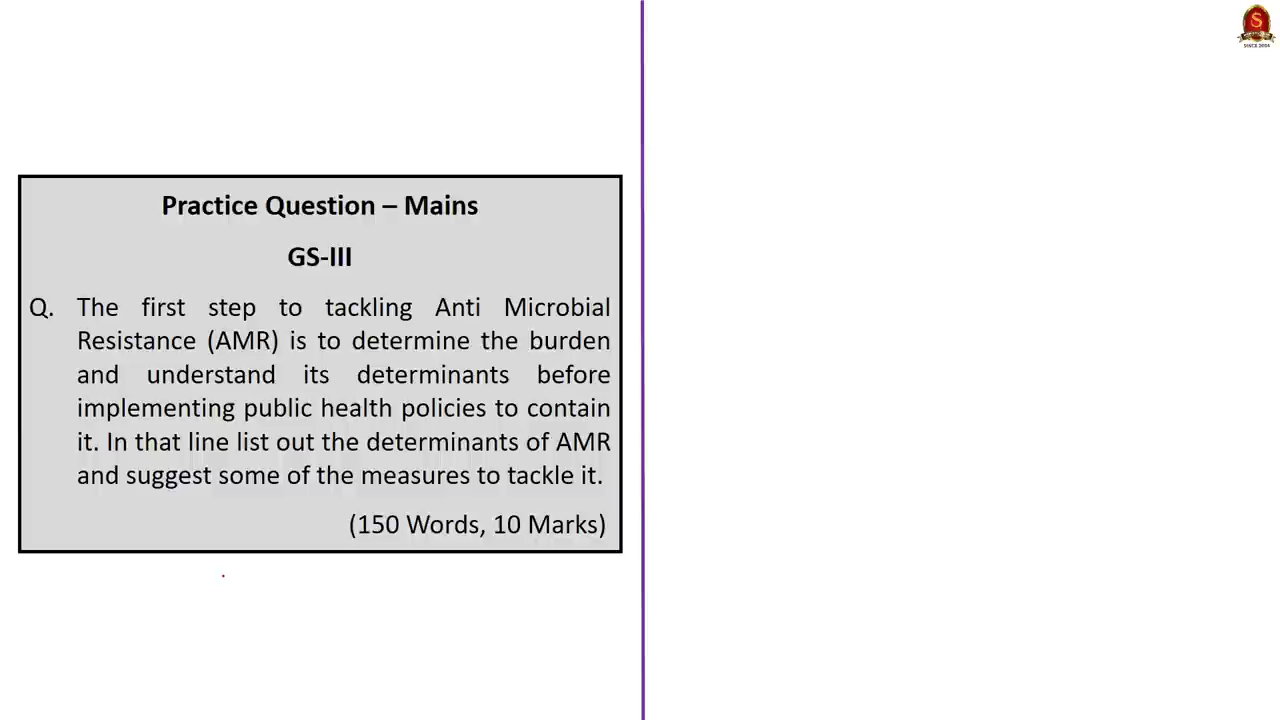 Practice Question – Mains
GS-III
Q. The first step to tackling Anti Microbial
Resistance (AMR) is to determine the burden
and understand its determinants before
implementing public health policies to contain
it. In that line list out the determinants of AMR
and suggest some of the measures to tackle it.
(150 Words, 10 Marks)
S
SINCE 2004